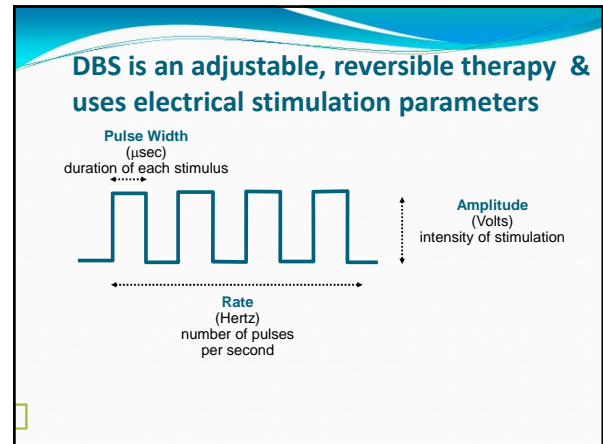 DBS is an adjustable, reversible therapy &
uses electrical stimulation parameters
Pulse Width
(μsec)
duration of each stimulus
Amplitude
(Volts)
intensity of stimulation
Rate
(Hertz)
number of pulses
per second